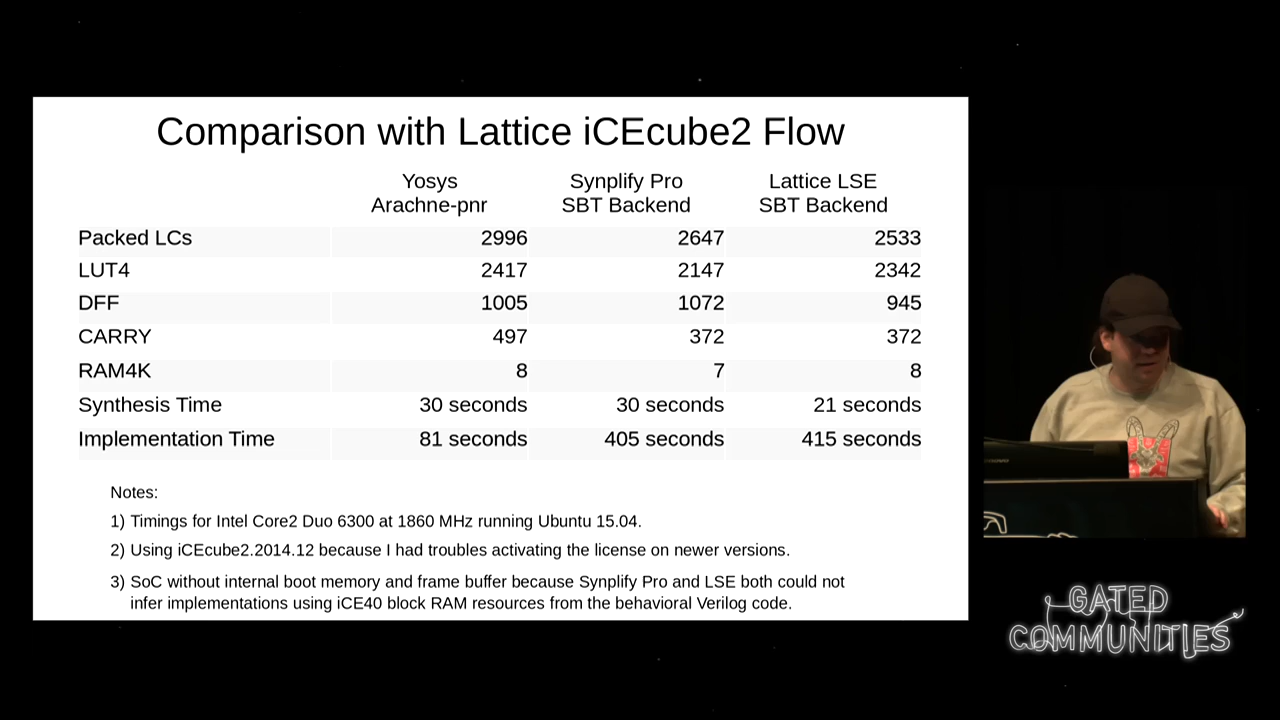 Comparison with Lattice iCEcube2 Flow
Yosys Synplify Pro Lattice LSE
Arachne-pnr SBT Backend SBT Backend
Packed LCs 2996 2647 2533
LUT4 2417 2147 2342
DFF 1005 1072 945
CARRY 497 372 372
RAM4K 8 7 8
Synthesis Time 30 seconds 30 seconds 21 seconds
Implementation Time 81 seconds 405 seconds 415 seconds
Notes:
1) Timings for Intel Core2 Duo 6300 at 1860 MHz running Ubuntu 15.04.
2) Using iCEcube2.2014.12 because I had troubles activating the license on newer versions.
3) SoC without internal boot memory and frame buffer because Synplify Pro and LSE both could not
infer implementations using iCE40 block RAM resources from the behavioral Verilog code.
GATED
COMMUNITIES